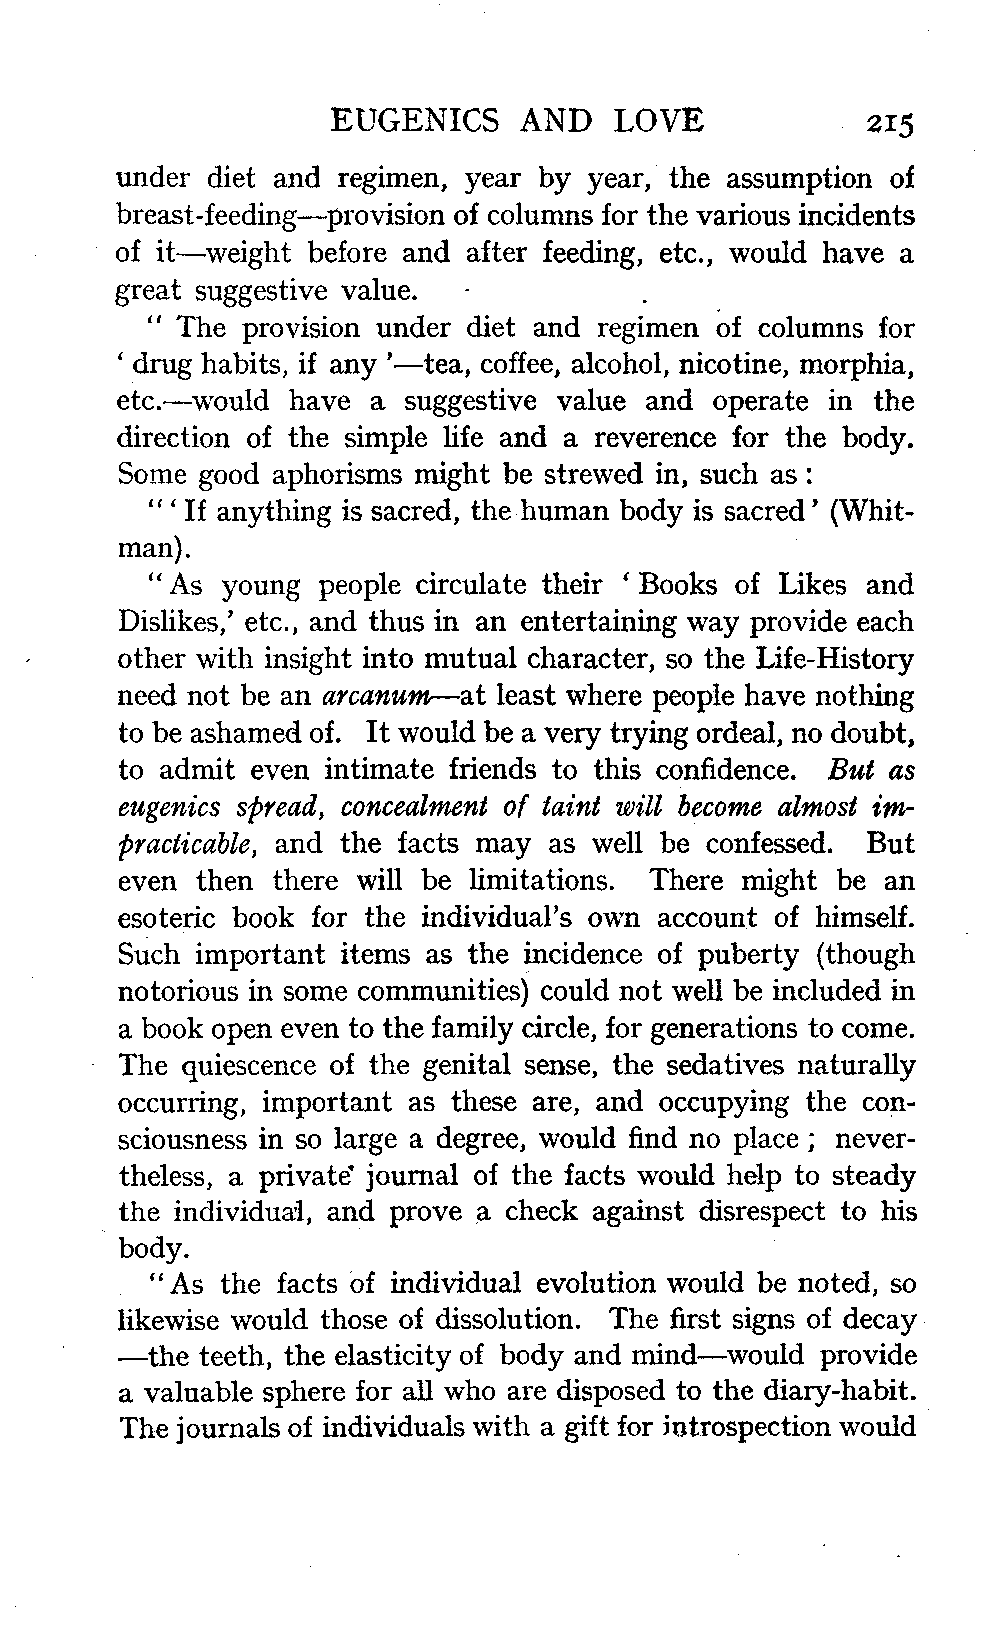 EUGENICS AND LOVE 215
under diet and regimen, year by year, the assumption of
breast-feeding—provision of columns for the various incidents
of it—weight before and after feeding, etc., would have a
great suggestive value.
“ The provision under diet and regimen of columns for
‘ drug habits, if any ’—tea, coffee, alcohol, nicotine, morphia,
etc.—would have a suggestive value and operate in the
direction of the simple life and a reverence for the body.
Some good aphorisms might be strewed in, such as :
“ ‘ If anything is sacred, the human body is sacred ’ (Whit-
man).
“ As young people circulate their ‘ Books of Likes and
Dislikes,’ etc., and thus in an entertaining way provide each
other with insight into mutual character, so the Life-History
need not be an arcanum—at least where people have nothing
to be ashamed of. It would be a very trying ordeal, no doubt,
to admit even intimate friends to this confidence. But as
eugenics spread, concealment of taint will become almost im-
practicable, and the facts may as well be confessed. But
even then there will be limitations. There might be an
esoteric book for the individual’s own account of himself.
Such important items as the incidence of puberty (though
notorious in some communities) could not well be included in
a book open even to the family circle, for generations to come.
The quiescence of the genital sense, the sedatives naturally
occurring, important as these are, and occupying the con-
sciousness in so large a degree, would find no place ; never-
theless, a private journal of the facts would help to steady
the individual, and prove a check against disrespect to his
body.
“ As the facts of individual evolution would be noted, so
likewise would those of dissolution. The first signs of decay
—the teeth, the elasticity of body and mind—would provide
a valuable sphere for all who are disposed to the diary-habit.
The journals of individuals with a gift for introspection would